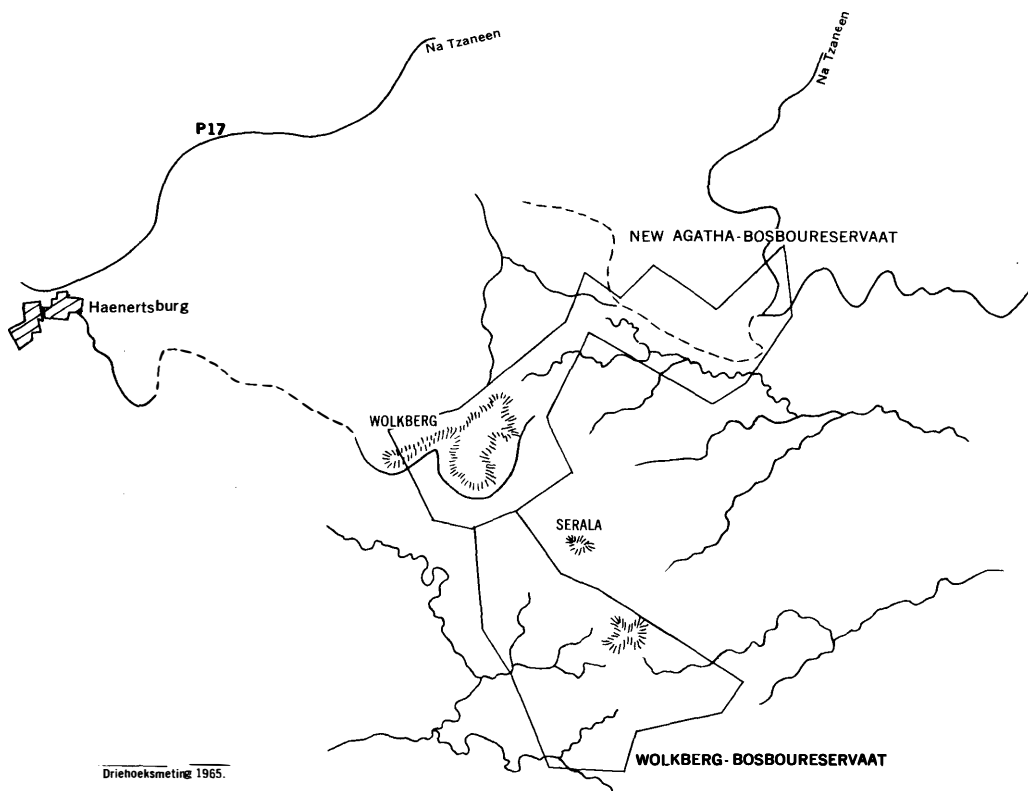 Na Tzaneen
Na Tzaneen
P17
NEW AGATHA-BOSBOURESERVAAT
Haenertsburg
WOLKBERG
SERALA
WOLKBERG-BOSBOURESERVAAT
Driehoeksmeting 1965.